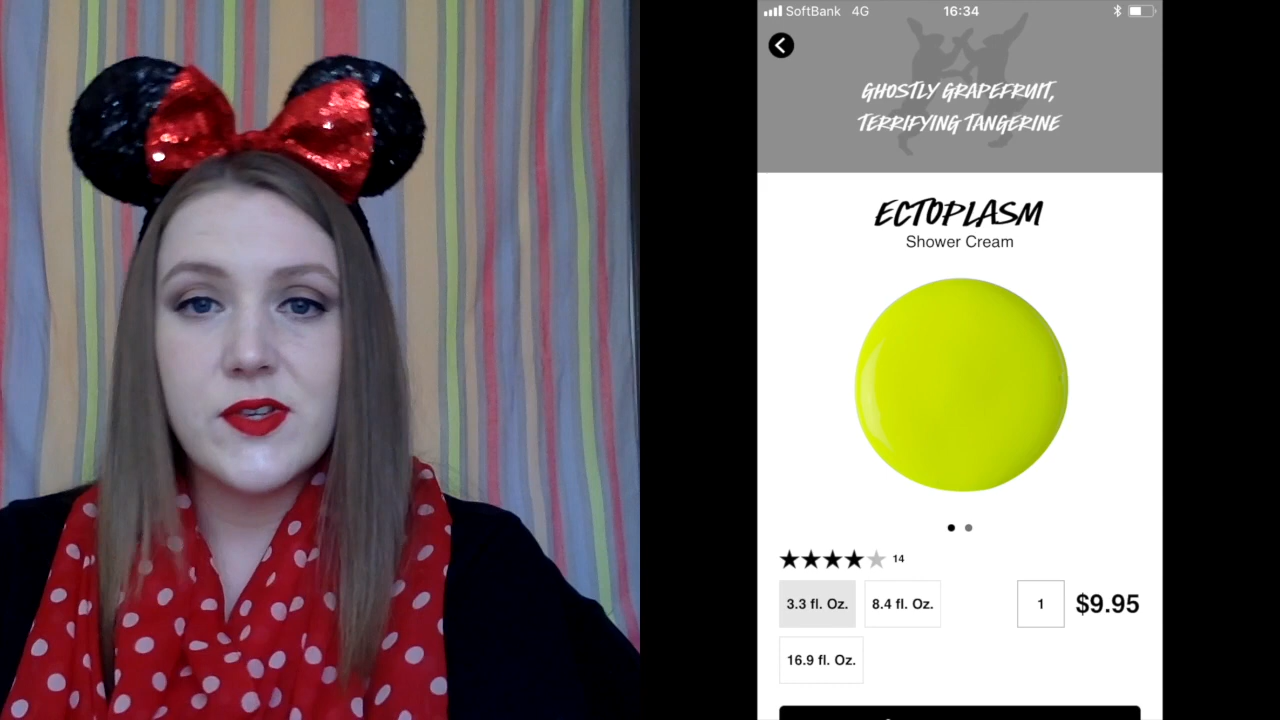 SoftBank 4G 16:34
GHOSTLY GRAPEFRUIT,
TERRIFYING TANGERINE
ECTOPLASM
Shower Cream
14
3.3 fl. Oz. 8.4 fl. Oz. 1 $9.95
16.9 fl. Oz.